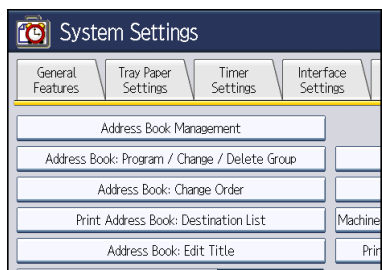 System Settings
General Features
Tray Paper Settings
Timer Settings
Interface Settings
Address Book Management
Address Book: Program / Change / Delete Group
Address Book: Change Order
Print Address Book: Destination List
Machine
Address Book: Edit Title
Prin